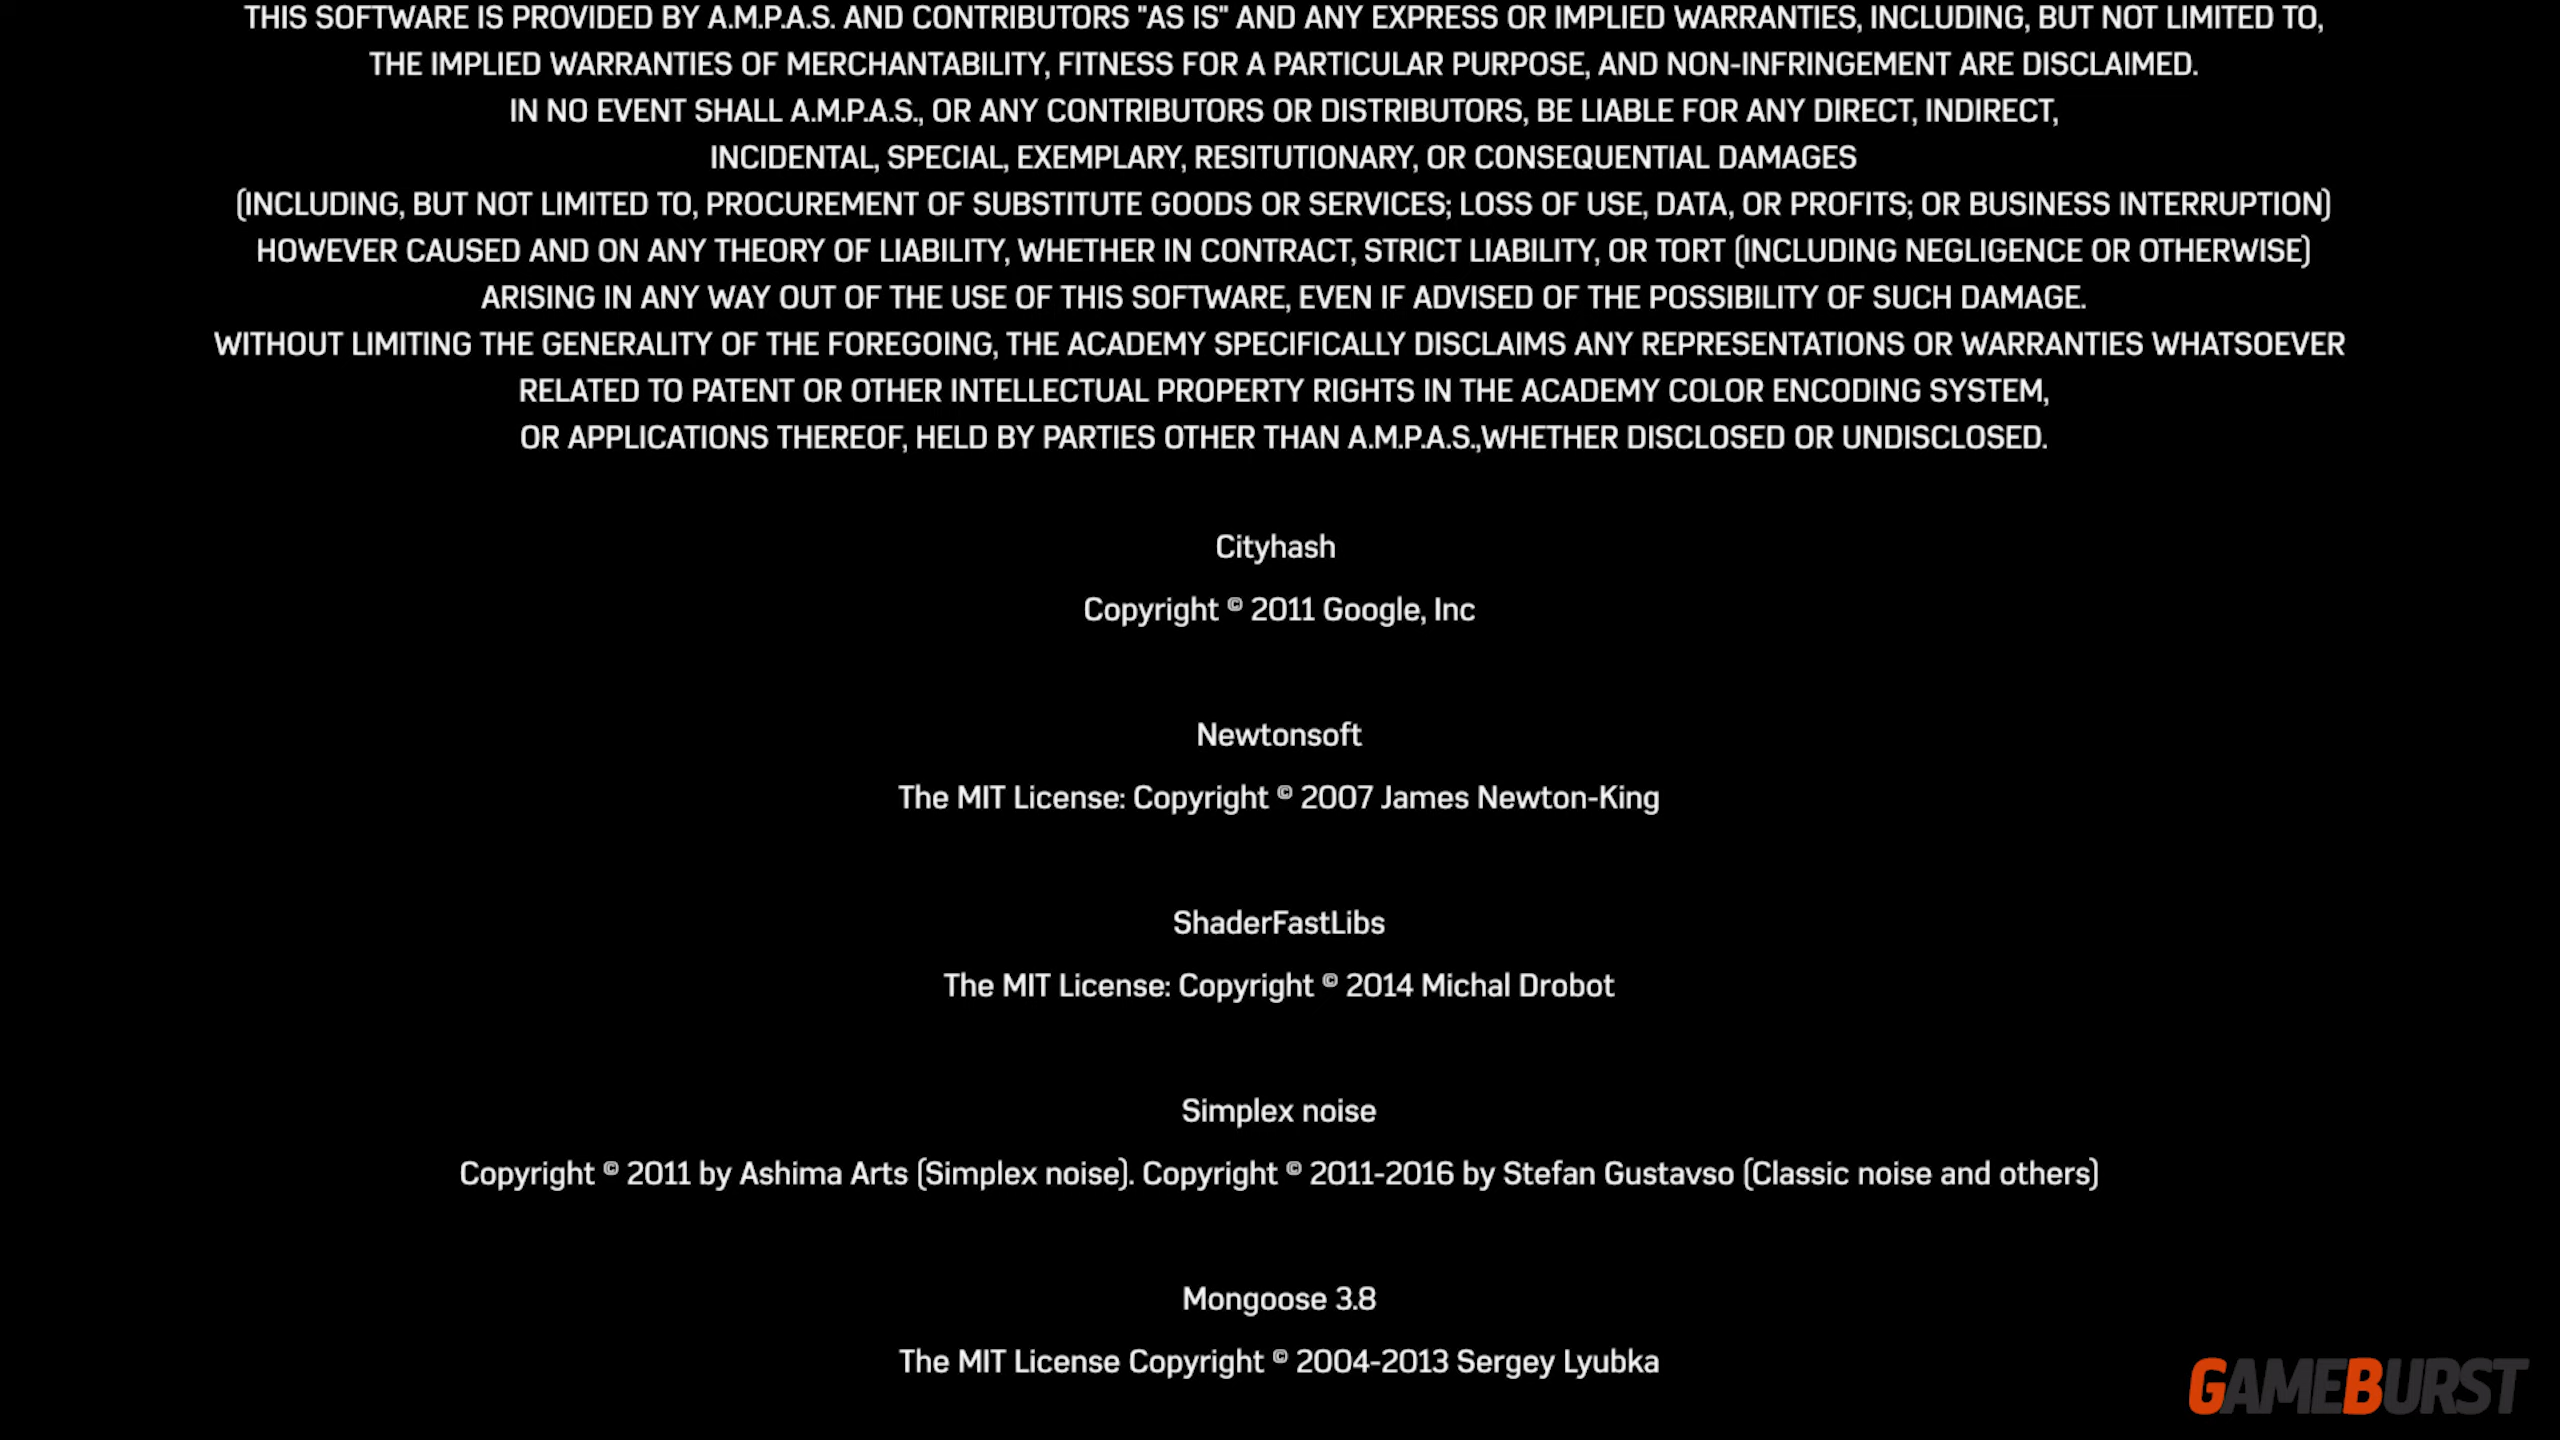 THIS SOFTWARE IS PROVIDED BY A.M.P.A.S. AND CONTRIBUTORS "AS IS" AND ANY EXPRESS OR IMPLIED WARRANTIES, INCLUDING, BUT NOT LIMITED TO,
THE IMPLIED WARRANTIES OF MERCHANTABILITY, FITNESS FOR A PARTICULAR PURPOSE, AND NON-INFRINGEMENT ARE DISCLAIMED.
IN NO EVENT SHALL A.M.P.A.S., OR ANY CONTRIBUTORS OR DISTRIBUTORS, BE LIABLE FOR ANY DIRECT, INDIRECT,
INCIDENTAL, SPECIAL, EXEMPLARY, RESITUTIONARY, OR CONSEQUENTIAL DAMAGES
(INCLUDING, BUT NOT LIMITED TO, PROCUREMENT OF SUBSTITUTE GOODS OR SERVICES; LOSS OF USE, DATA, OR PROFITS; OR BUSINESS INTERRUPTION)
HOWEVER CAUSED AND ON ANY THEORY OF LIABILITY, WHETHER IN CONTRACT, STRICT LIABILITY, OR TORT (INCLUDING NEGLIGENCE OR OTHERWISE)
ARISING IN ANY WAY OUT OF THE USE OF THIS SOFTWARE, EVEN IF ADVISED OF THE POSSIBILITY OF SUCH DAMAGE.
WITHOUT LIMITING THE GENERALITY OF THE FOREGOING, THE ACADEMY SPECIFICALLY DISCLAIMS ANY REPRESENTATIONS OR WARRANTIES WHATSOEVER
RELATED TO PATENT OR OTHER INTELLECTUAL PROPERTY RIGHTS IN THE ACADEMY COLOR ENCODING SYSTEM,
OR APPLICATIONS THEREOF, HELD BY PARTIES OTHER THAN A.M.P.A.S.,WHETHER DISCLOSED OR UNDISCLOSED.
Cityhash
Copyright © 2011 Google, Inc
Newtonsoft
The MIT License: Copyright © 2007 James Newton-King
ShaderFastLibs
The MIT License: Copyright © 2014 Michal Drobot
Simplex noise
Copyright © 2011 by Ashima Arts (Simplex noise). Copyright © 2011-2016 by Stefan Gustavso (Classic noise and others)
Mongoose 3.8
The MIT License Copyright © 2004-2013 Sergey Lyubka
GAMEBURST